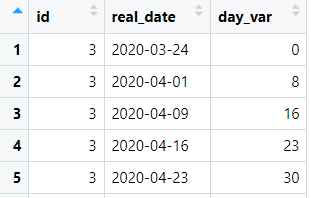 id real_date day_var
1 3 2020-03-24 0
2 3 2020-04-01 8
3 3 2020-04-09 16
4 3 2020-04-16 23
5 3 2020-04-23 30